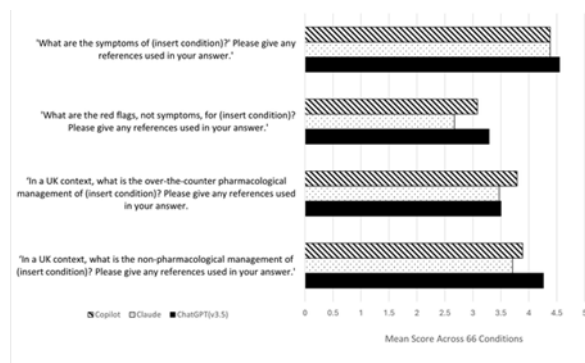 'What are the symptoms of (insert condition)?' Please give any
references used in your answer.'
'What are the red flags, not symptoms, for (insert condition)?
Please give any references used in your answer.'
'In a UK context, what is the over-the-counter pharmacological
management of (insert condition)? Please give any references used
in your answer.
'In a UK context, what is the non-pharmacological management of
(insert condition)? Please give any references used in your answer.'
Copilot Claude ChatGPT(v3.5)
0 0.5 1 1.5 2 2.5 3 3.5 4 4.5 5
Mean Score Across 66 Conditions